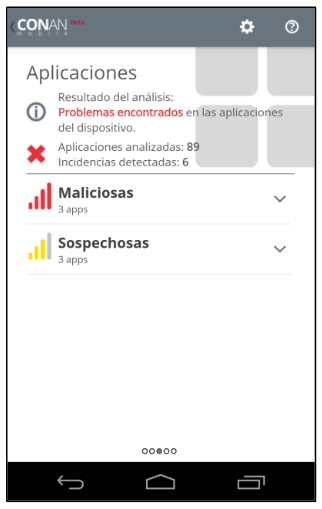 CONAN Beta
mobile
Aplicaciones
Resultado del análisis:
Problemas encontrados en las aplicaciones
del dispositivo.
Aplicaciones analizadas: 89
Incidencias detectadas: 6
Maliciosas
3 apps
Sospechosas
3 apps